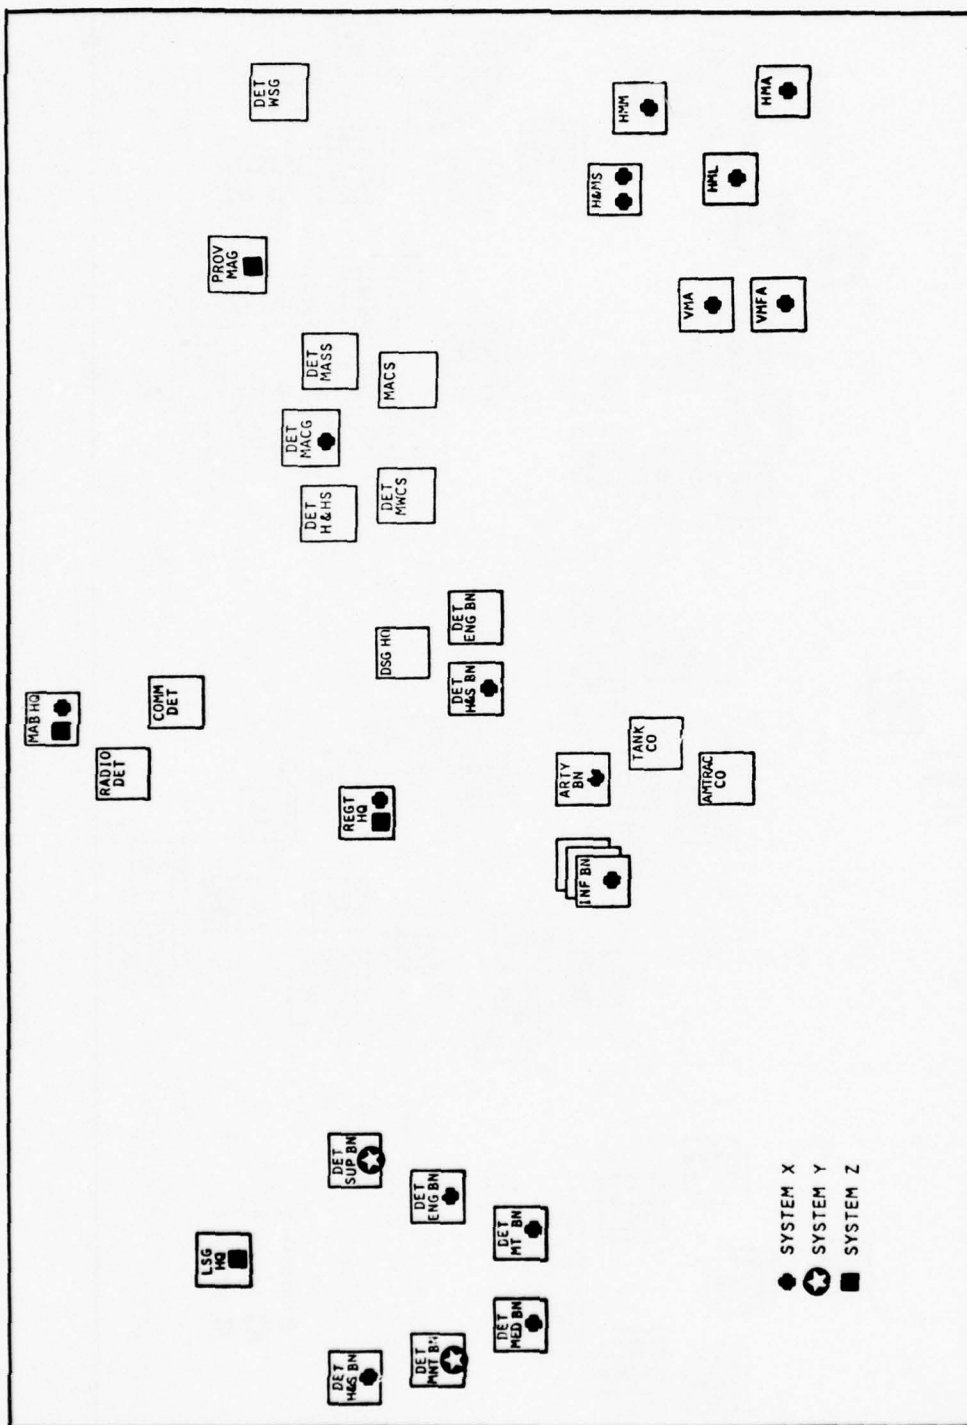 MAB HQ
RADIO
DET
COMM
DET
LSG
HQ
PROV
MAG
DET
WSG
DET
H&S BN
DET
SUP BN
DET
MNT BN
DET
ENG BN
DET
MED BN
DET
MT BN
REGT
HQ
DSG HQ
DET
H&S BN
DET
ENG BN
DET
H&HS
DET
MACG
DET
MASS
DET
MWCS
MACS
INF BN
ARTY
BN
TANK
CO
AMTRAC
CO
H&MS
HMM
VMA
HML
VMFA
HMA
SYSTEM X
SYSTEM Y
SYSTEM Z